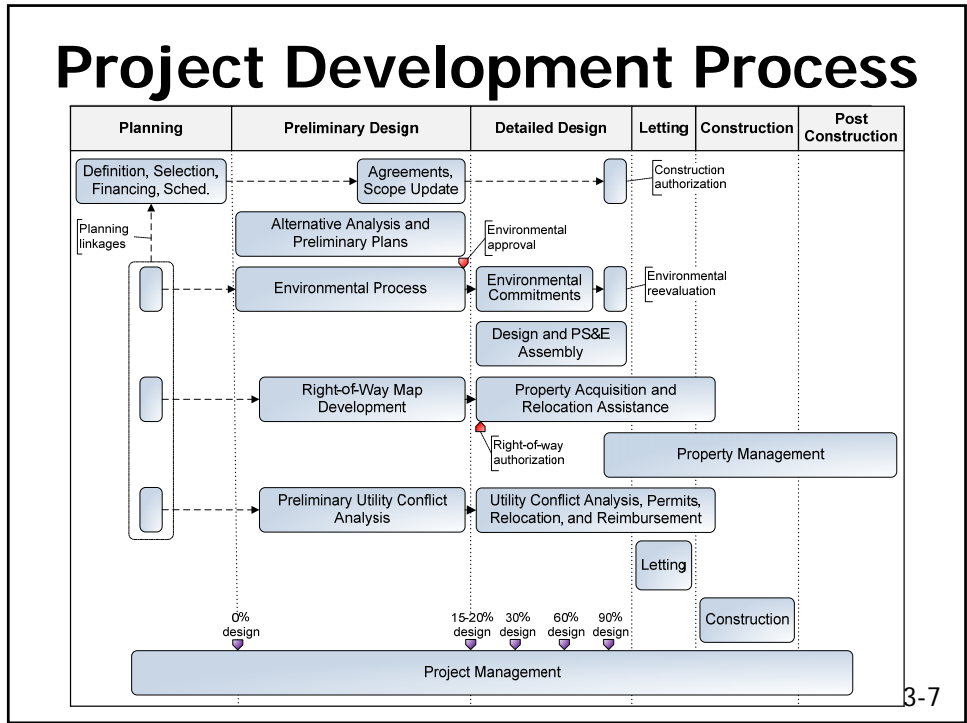 Project Development Process
Planning
Preliminary Design
Detailed Design
Letting
Construction
Post
Construction
Definition, Selection,
Financing, Sched.
Agreements,
Scope Update
Construction
authorization
Planning
linkages
Alternative Analysis and
Preliminary Plans
Environmental
approval
Environmental Process
Environmental
Commitments
Environmental
reevaluation
Design and PS&E
Assembly
Right-of-Way Map
Development
Property Acquisition and
Relocation Assistance
Right-of-way
authorization
Property Management
Preliminary Utility Conflict
Analysis
Utility Conflict Analysis, Permits,
Relocation, and Reimbursement
Letting
Construction
0%
design
15-20%
design
30%
design
60%
design
90%
design
Project Management
3-7